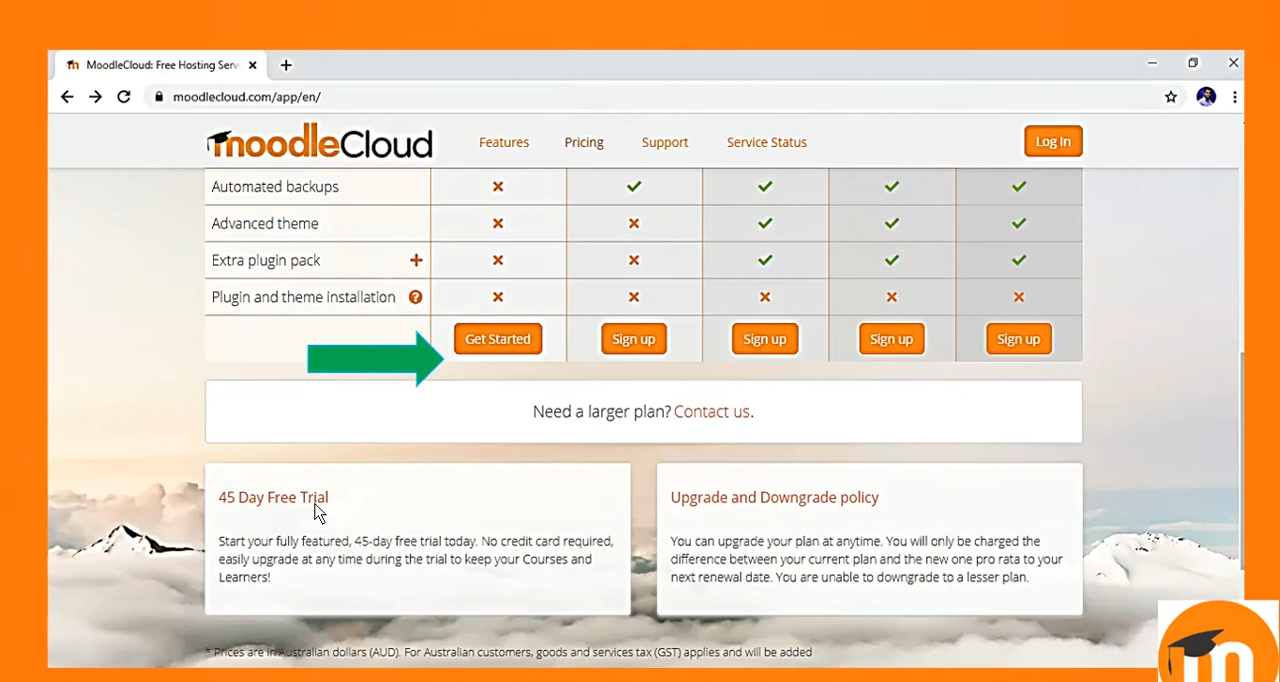 MoodleCloud: Free Hosting Serv
moodlecloud.com/app/en/
moodleCloud Features Pricing Support Service Status Log In
Automated backups
Advanced theme
Extra plugin pack
Plugin and theme installation
Get Started Sign up Sign up Sign up Sign up
Need a larger plan? Contact us.
45 Day Free Trial
Start your fully featured, 45-day free trial today. No credit card required,
easily upgrade at any time during the trial to keep your Courses and
Learners!
Upgrade and Downgrade policy
You can upgrade your plan at anytime. You will only be charged the
difference between your current plan and the new one pro rata to your
next renewal date. You are unable to downgrade to a lesser plan.
* Prices are in Australian dollars (AUD). For Australian customers, goods and services tax (GST) applies and will be added
m